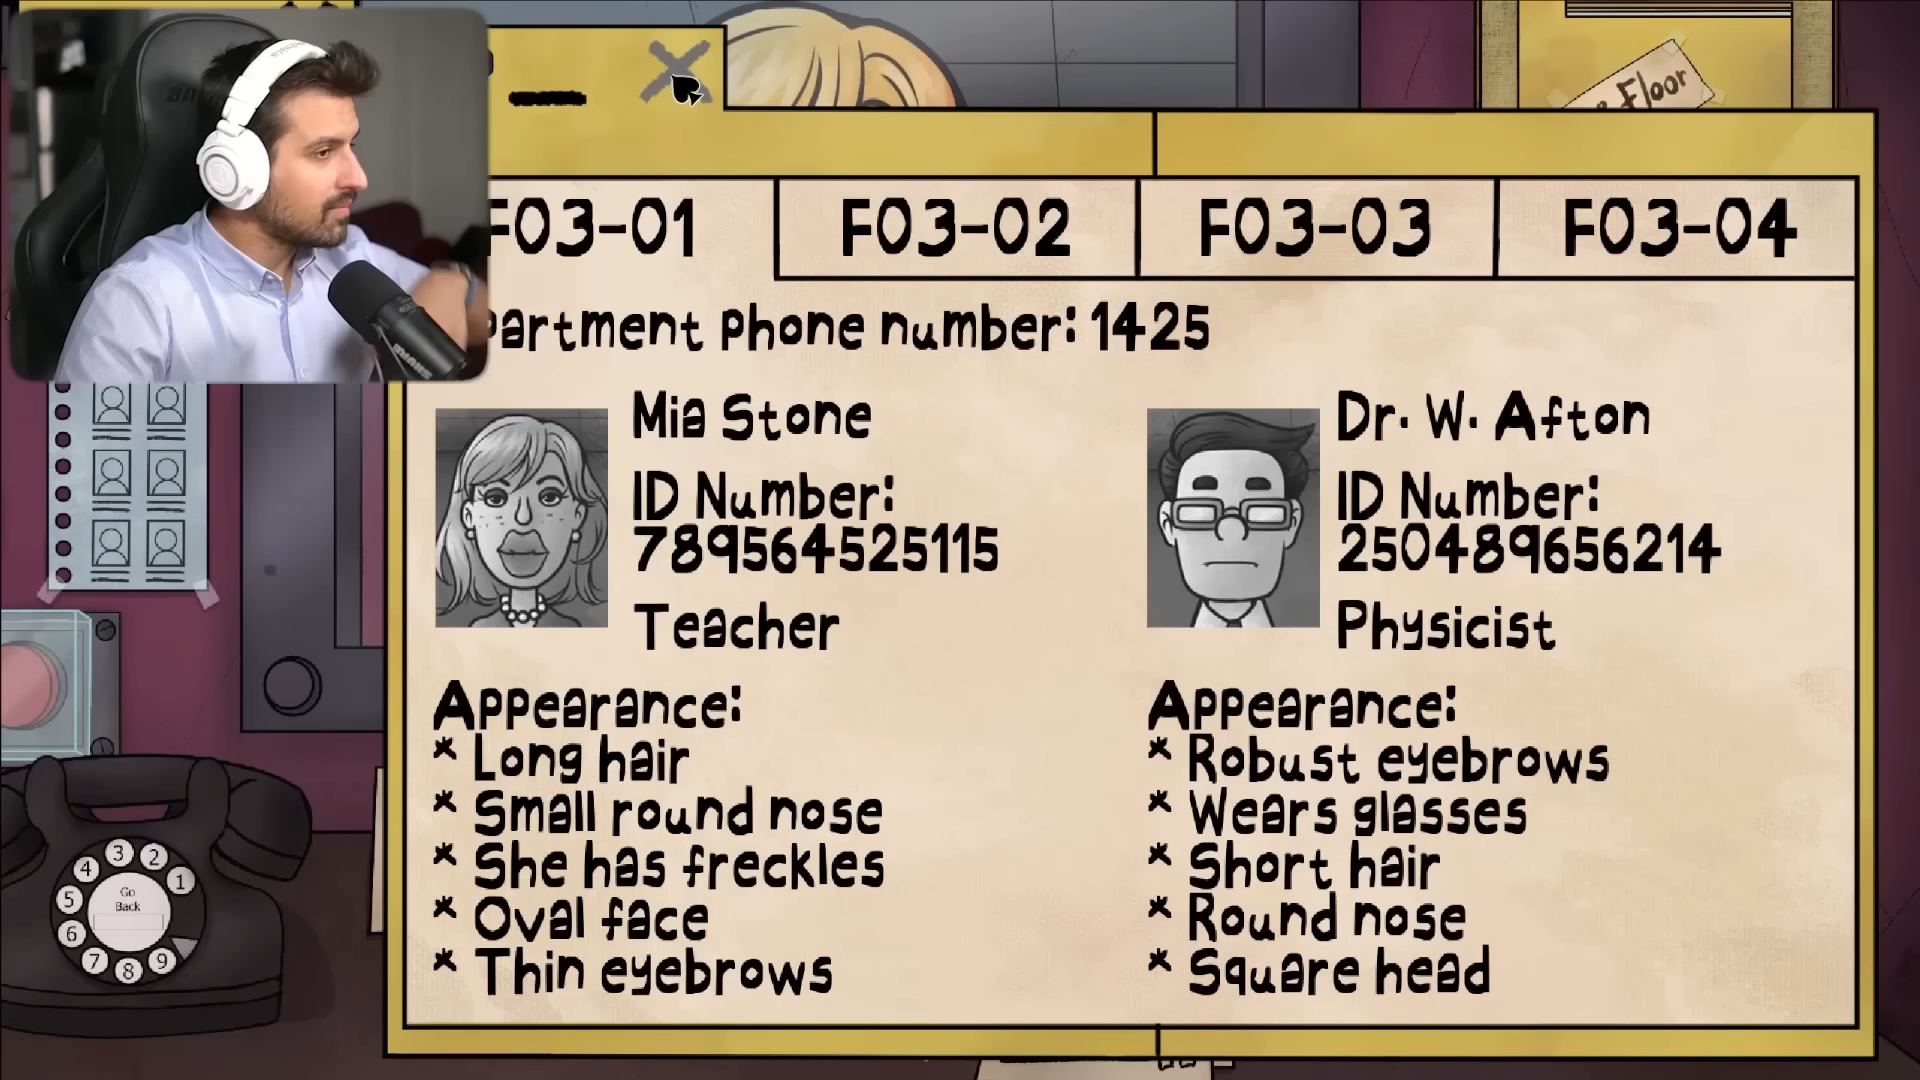 Floor
F03-01
F03-02
F03-03
F03-04
partment phone number: 1425
Mia Stone
ID Number:
789564525115
Teacher
Appearance:
* Long hair
* Small round nose
* She has freckles
* Oval face
* Thin eyebrows
Dr. W. Afton
ID Number:
250489656214
Physicist
Appearance:
* Robust eyebrows
* Wears glasses
* Short hair
* Round nose
* Square head
3
2
4
1
5
Go
Back
6
7
8
9